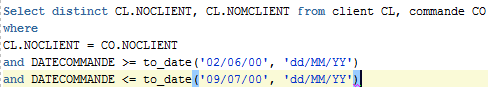 Select distinct CL.NOCLIENT, CL.NOMCLIENT from client CL, commande CO
where
CL.NOCLIENT = CO.NOCLIENT
and DATECOMMANDE >= to_date('02/06/00', 'dd/MM/YY')
and DATECOMMANDE <= to_date('09/07/00', 'dd/MM/YY')